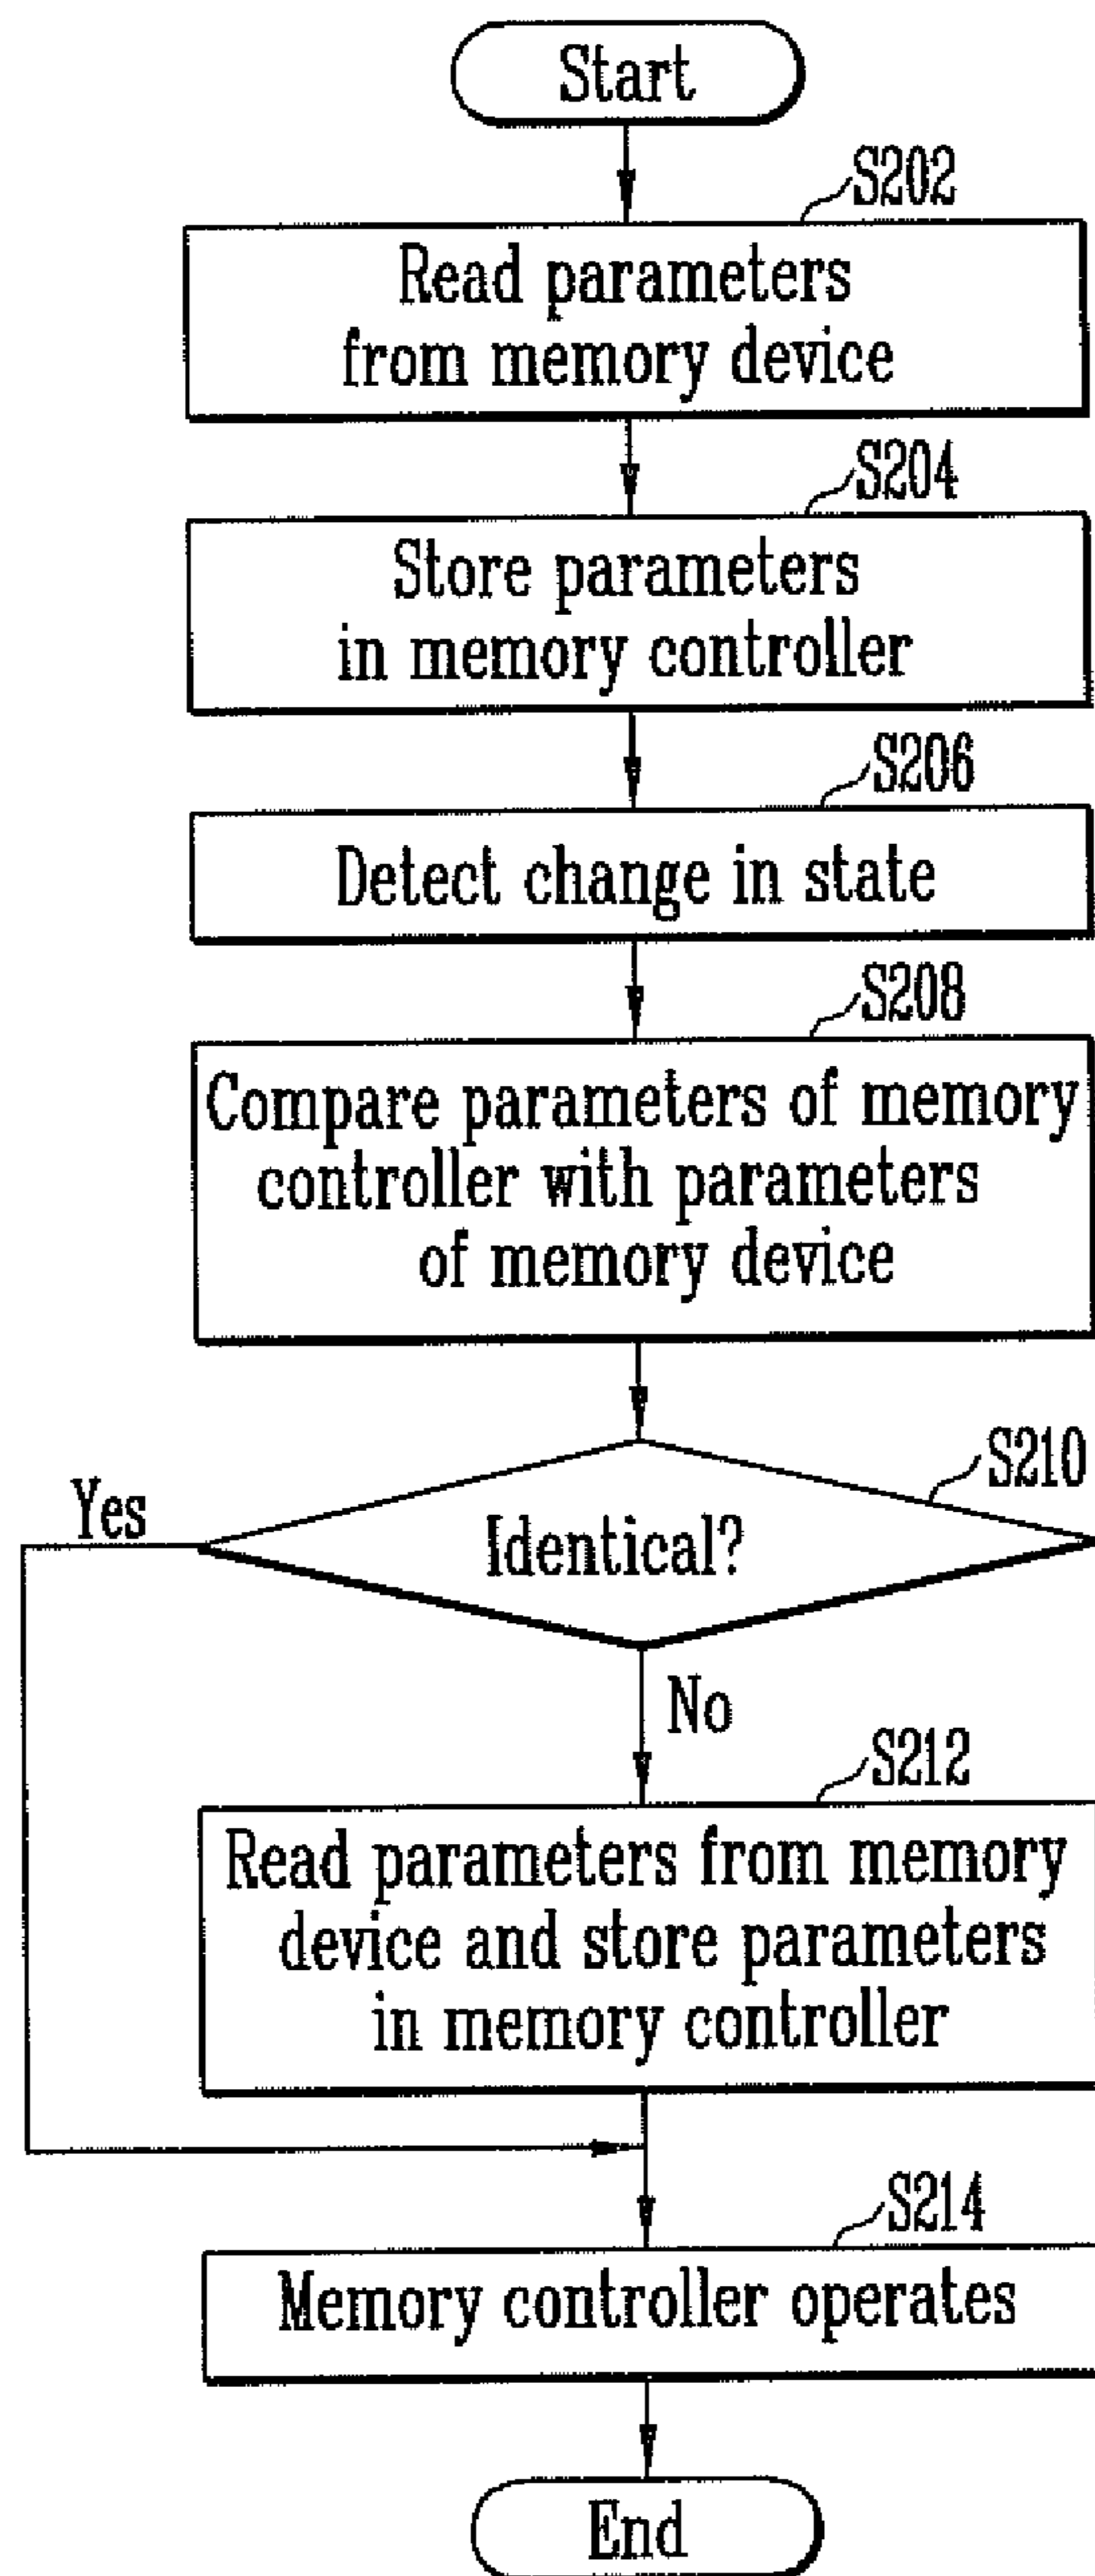 Start
S202
Read parameters
from memory device
S204
Store parameters
in memory controller
S206
Detect change in state
S208
Compare parameters of memory
controller with parameters
of memory device
S210
Yes
Identical?
No
S212
Read parameters from memory
device and store parameters
in memory controller
S214
Memory controller operates
End